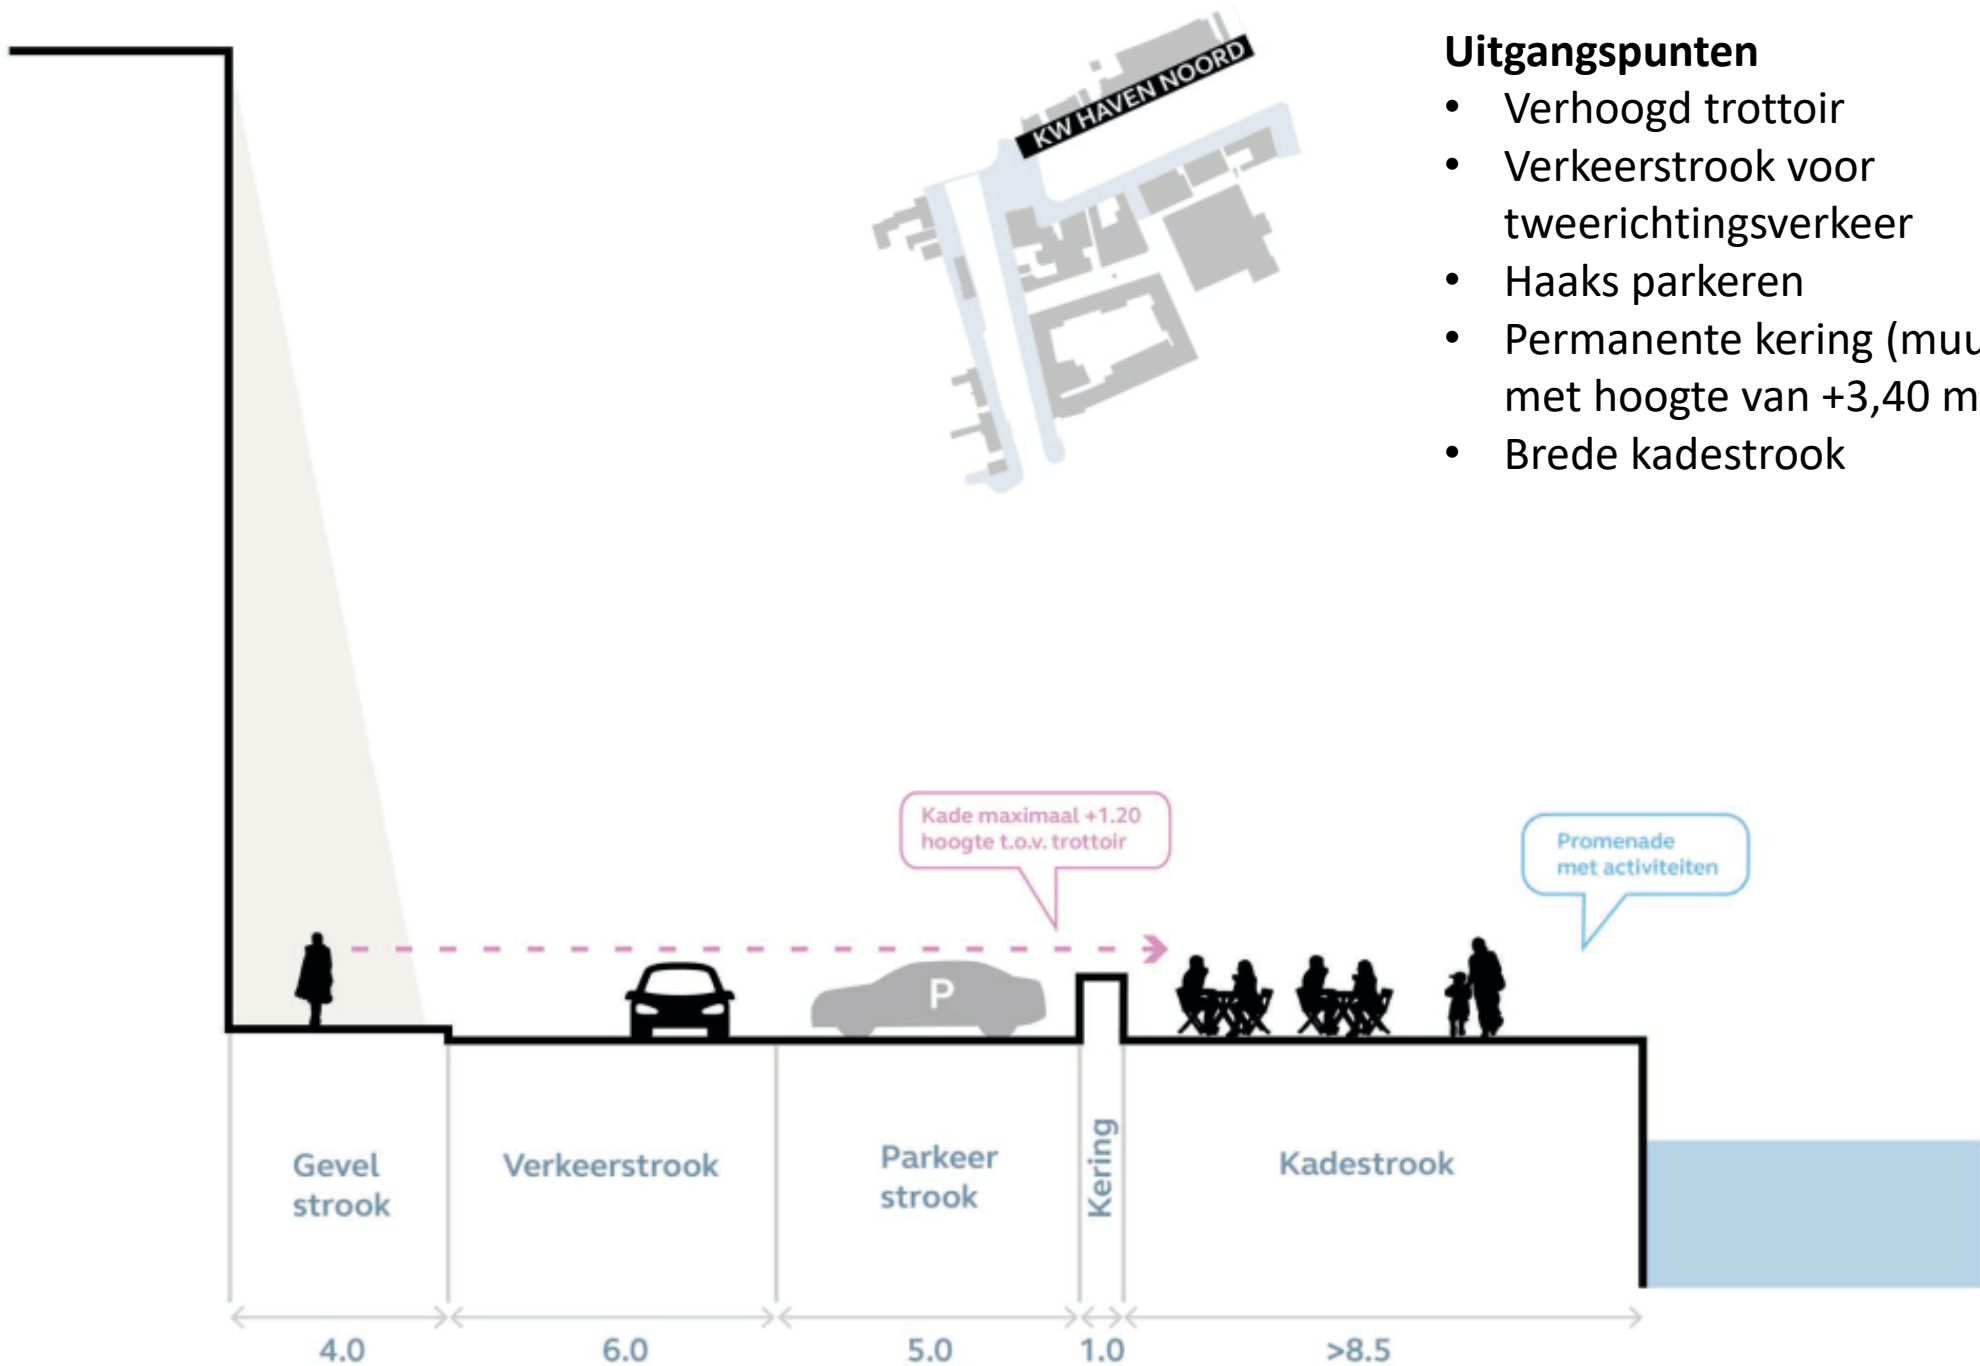 Uitgangspunten
• Verhoogd trottoir
• Verkeerstrook voor
tweerichtingsverkeer
• Haaks parkeren
• Permanente kering (muu
met hoogte van +3,40 m
• Brede kadestrook
KW HAVEN NOORD
Kade maximaal +1.20
hoogte t.o.v. trottoir
Promenade
met activiteiten
P
Gevel
strook
Verkeerstrook
Parkeer
strook
Kering
Kadestrook
4.0
6.0
5.0
1.0
>8.5